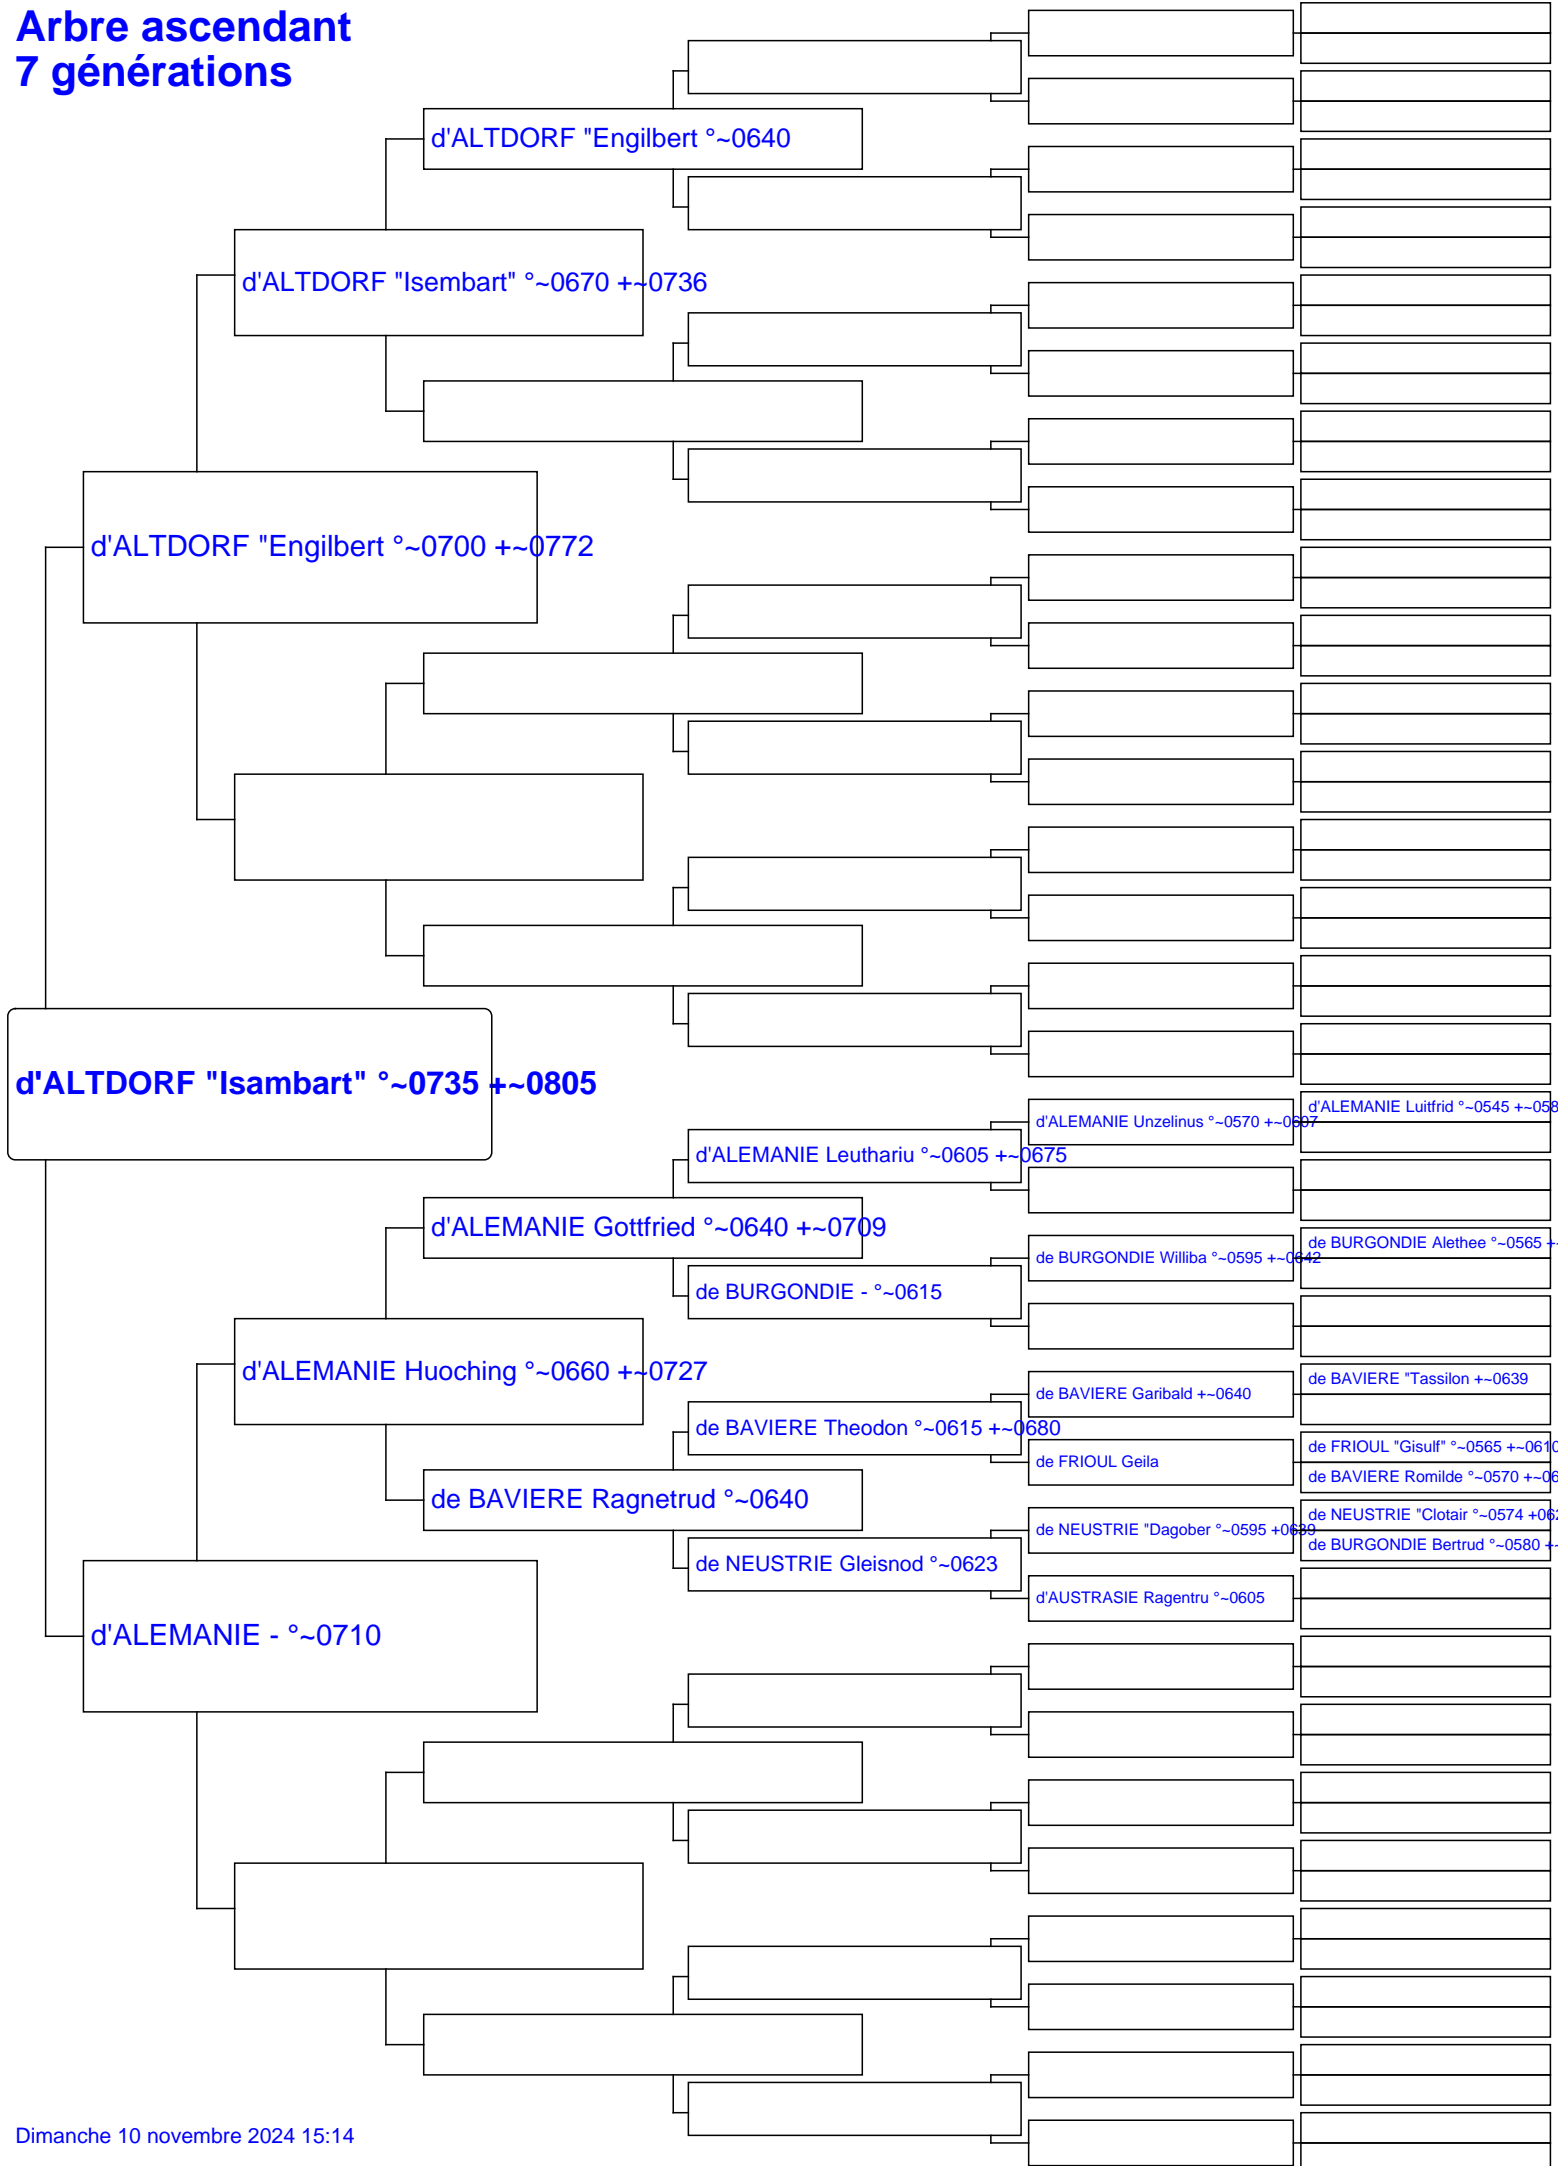 Arbre ascendant
7 générations
d'ALTDORF "Engilbert °~0640
d'ALTDORF "Isembart" °~0670 +~0736
d'ALTDORF "Engilbert °~0700 +~0772
d'ALTDORF "Isambart" °~0735 +~0805
d'ALEMANIE Luitfrid °~0545 +~058
d'ALEMANIE Unzelinus °~0570 +~0607
d'ALEMANIE Leuthariu °~0605 +~0675
d'ALEMANIE Gottfried °~0640 +~0709
de BURGONDIE Alethee °~0565 +~
de BURGONDIE Williba °~0595 +~0642
de BURGONDIE - °~0615
d'ALEMANIE Huoching °~0660 +~0727
de BAVIERE "Tassilon +~0639
de BAVIERE Garibald +~0640
de BAVIERE Theodon °~0615 +~0680
de FRIOUL "Gisulf" °~0565 +~0610
de FRIOUL Geila
de BAVIERE Romilde °~0570 +~06
de BAVIERE Ragnetrud °~0640
de NEUSTRIE "Clotair °~0574 +062
de NEUSTRIE "Dagober °~0595 +0639
de BURGONDIE Bertrud °~0580 +~
de NEUSTRIE Gleisnod °~0623
d'AUSTRASIE Ragentru °~0605
d'ALEMANIE - °~0710
Dimanche 10 novembre 2024 15:14